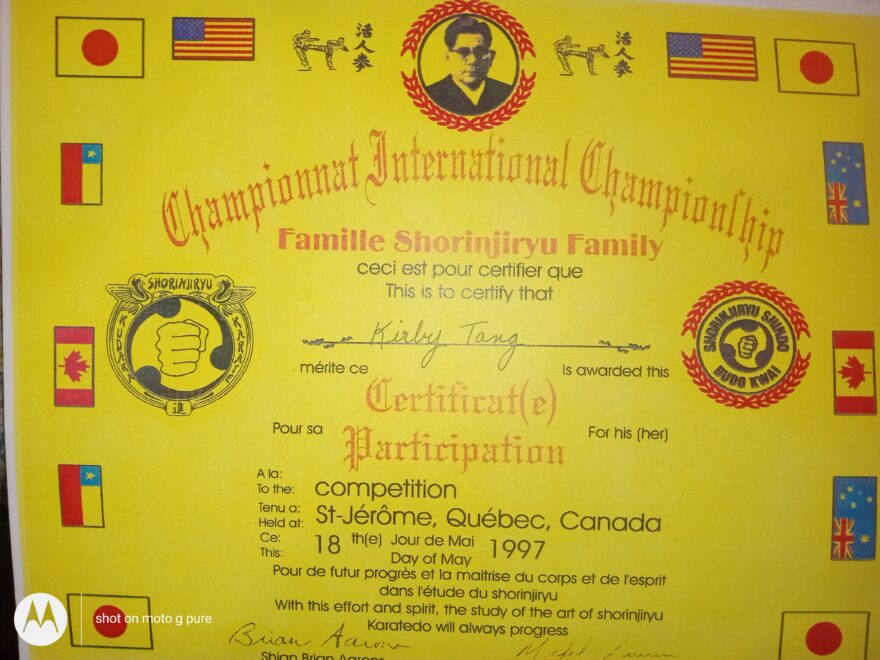 活人拳
活人拳
Championnat International Championship
Famille Shorinjiryu Family
ceci est pour certifier que
This is to certify that
Kirby Tang
mérite ce
is awarded this
Certificat(e)
Pour sa
For his (her)
Participation
A la:
To the: competition
Tenu a:
Held at: St-Jérôme, Québec, Canada
Ce:
This: 18 th(e) Jour de Mai
Day of May 1997
Pour de futur progrès et la maitrise du corps et de l'esprit
dans l'étude du shorinjiryu
With this effort and spirit, the study of the art of shorinjiryu
Karatedo will always progress
Brian Aarons
Shian Brian Aarons
SHORINJIRYU
KUDAKA
KARATE
進
SHORINJIRYU SHINDO
BUDO KWAI
shot on moto g pure